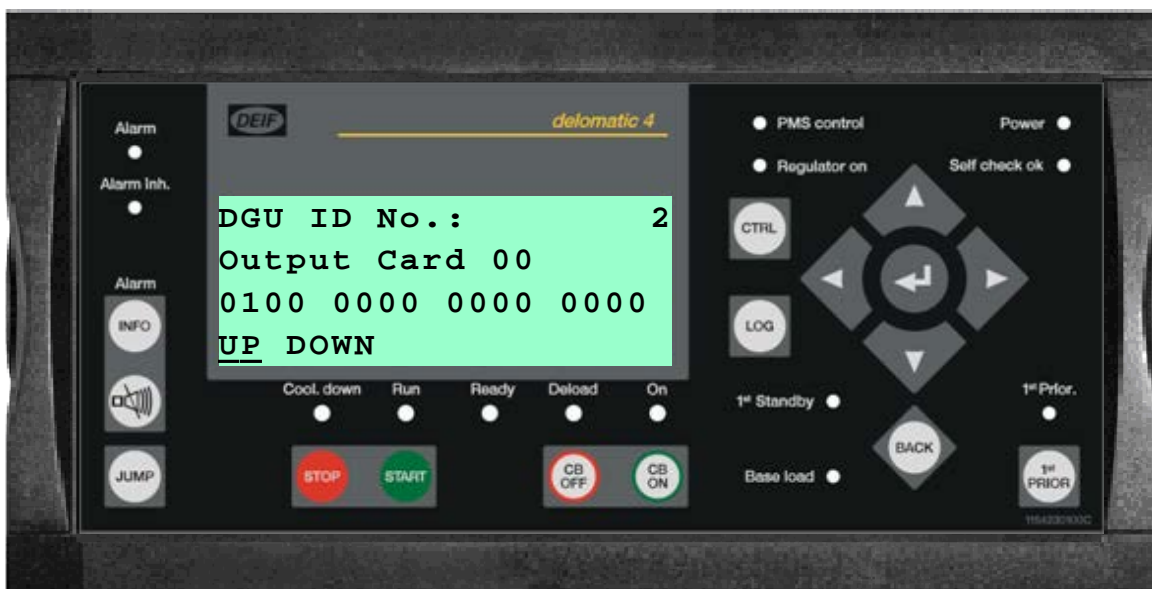 DEIF
delomatic 4
Alarm
Alarm Inh.
PMS control
Power
Regulator on
Self check ok
DGU ID No.: 2
Output Card 00
0100 0000 0000 0000
UP DOWN
CTRL
Alarm
INFO
LOG
Cool. down
Run
Ready
Deload
On
1st Standby
1st Prior.
JUMP
STOP
START
CB OFF
CB ON
BACK
Base load
1st PRIOR